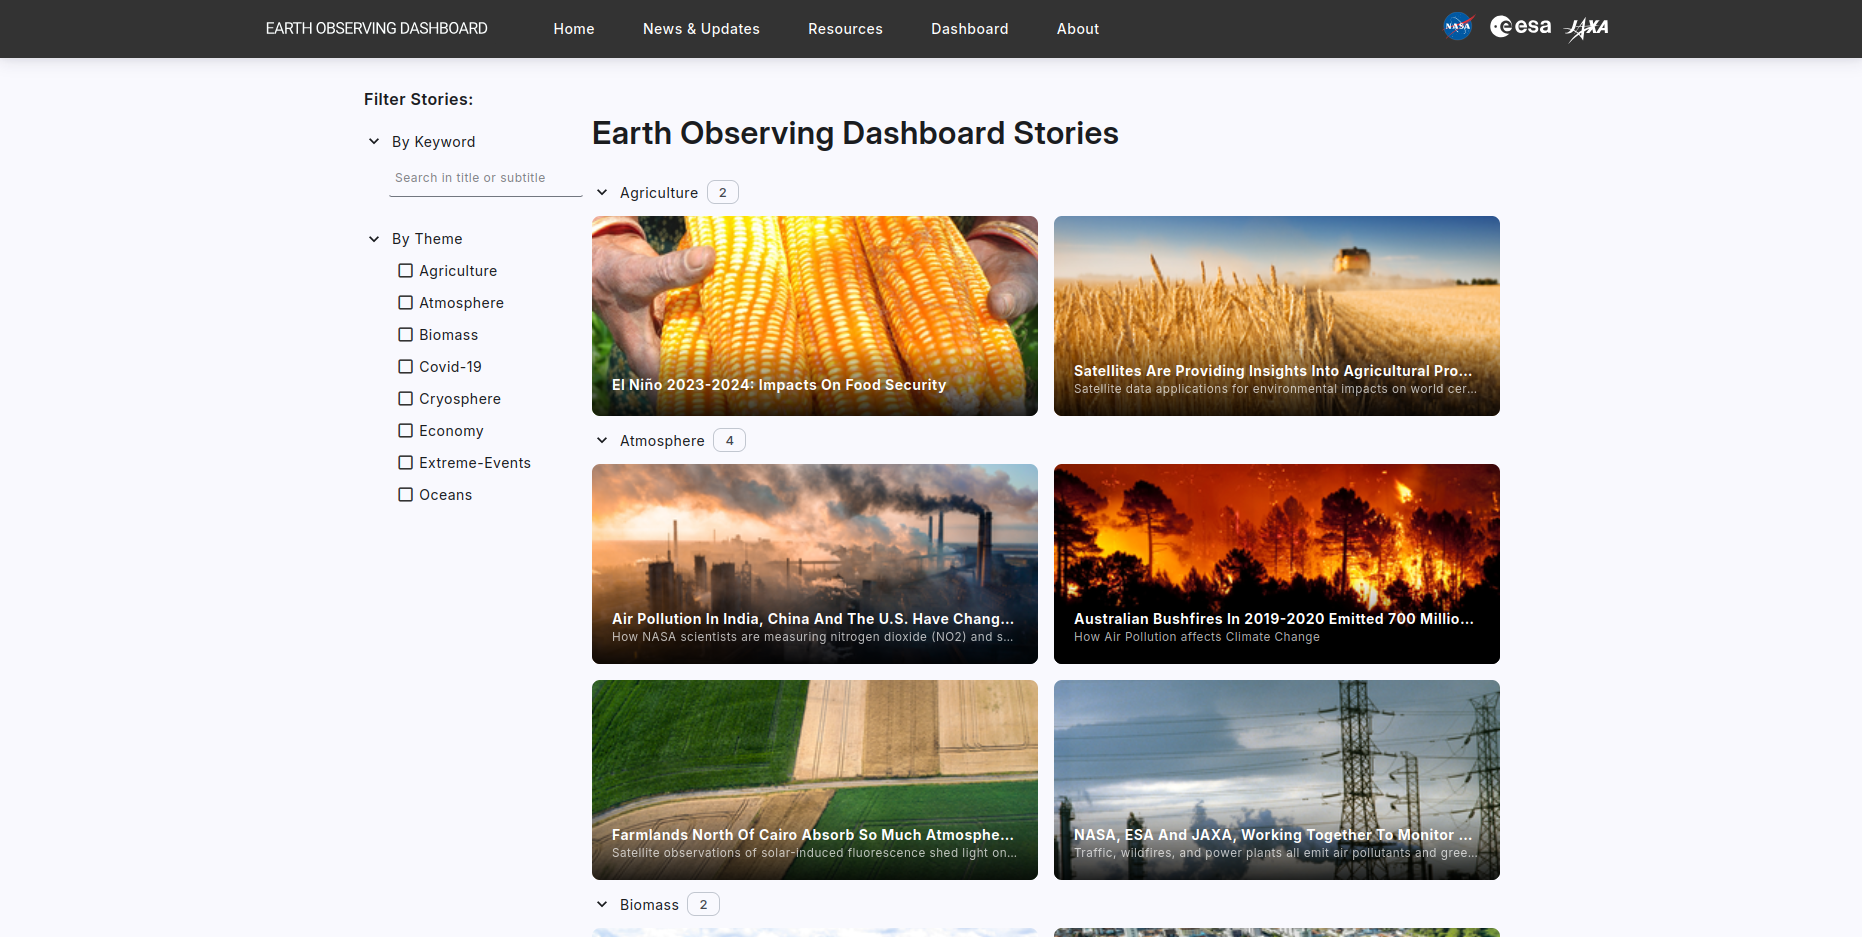 EARTH OBSERVING DASHBOARD
Home
News & Updates
Resources
Dashboard
About
NASA
esa
JAXA
Filter Stories:
By Keyword
Search in title or subtitle
By Theme
Agriculture
Atmosphere
Biomass
Covid-19
Cryosphere
Economy
Extreme-Events
Oceans
Earth Observing Dashboard Stories
Agriculture 2
El Niño 2023-2024: Impacts On Food Security
Satellites Are Providing Insights Into Agricultural Pro...
Satellite data applications for environmental impacts on world cer...
Atmosphere 4
Air Pollution In India, China And The U.S. Have Chang...
How NASA scientists are measuring nitrogen dioxide (NO2) and s...
Australian Bushfires In 2019-2020 Emitted 700 Millio...
How Air Pollution affects Climate Change
Farmlands North Of Cairo Absorb So Much Atmosphe...
Satellite observations of solar-induced fluorescence shed light on...
NASA, ESA And JAXA, Working Together To Monitor ...
Traffic, wildfires, and power plants all emit air pollutants and gree...
Biomass 2